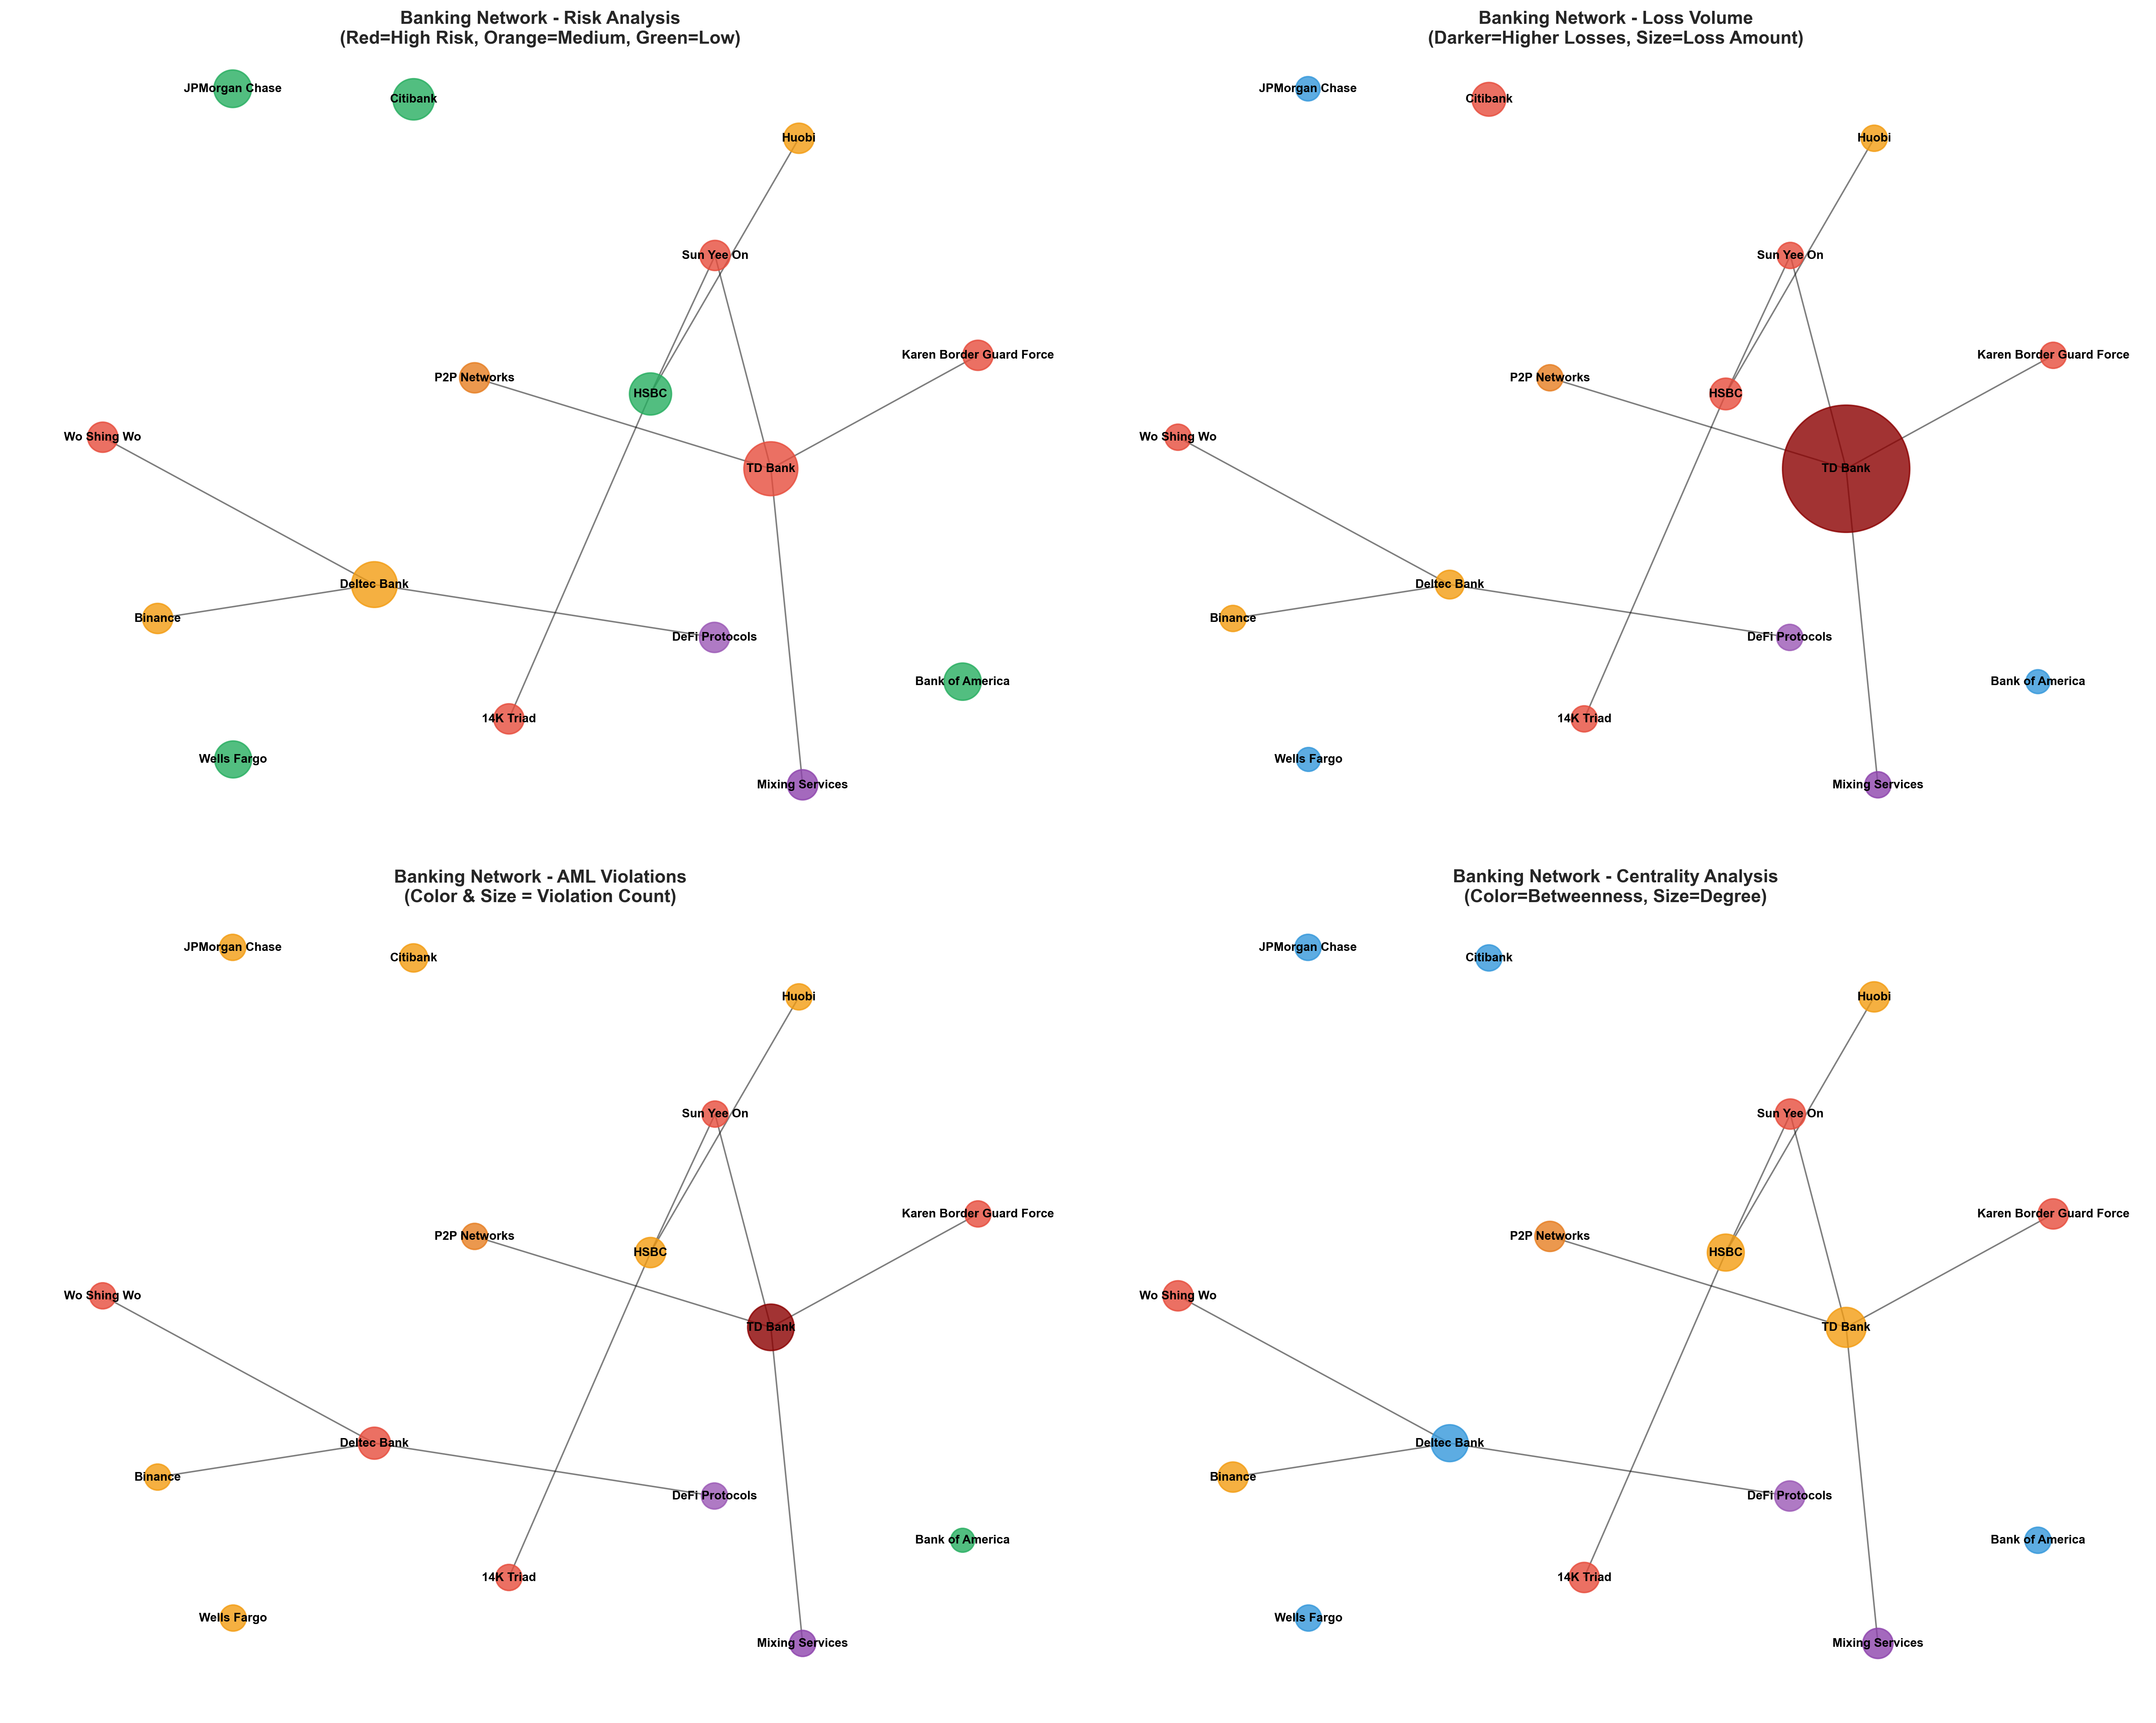 Banking Network - Risk Analysis
(Red=High Risk, Orange=Medium, Green=Low)
JPMorgan Chase
Citibank
Huobi
Sun Yee On
Karen Border Guard Force
P2P Networks
HSBC
Wo Shing Wo
TD Bank
Deltec Bank
Binance
DeFi Protocols
Bank of America
14K Triad
Wells Fargo
Mixing Services
Banking Network - Loss Volume
(Darker=Higher Losses, Size=Loss Amount)
JPMorgan Chase
Citibank
Huobi
Sun Yee On
Karen Border Guard Force
P2P Networks
HSBC
Wo Shing Wo
TD Bank
Deltec Bank
Binance
DeFi Protocols
Bank of America
14K Triad
Wells Fargo
Mixing Services
Banking Network - AML Violations
(Color & Size = Violation Count)
JPMorgan Chase
Citibank
Huobi
Sun Yee On
Karen Border Guard Force
P2P Networks
HSBC
Wo Shing Wo
TD Bank
Deltec Bank
Binance
DeFi Protocols
Bank of America
14K Triad
Wells Fargo
Mixing Services
Banking Network - Centrality Analysis
(Color=Betweenness, Size=Degree)
JPMorgan Chase
Citibank
Huobi
Sun Yee On
Karen Border Guard Force
P2P Networks
HSBC
Wo Shing Wo
TD Bank
Deltec Bank
Binance
DeFi Protocols
Bank of America
14K Triad
Wells Fargo
Mixing Services